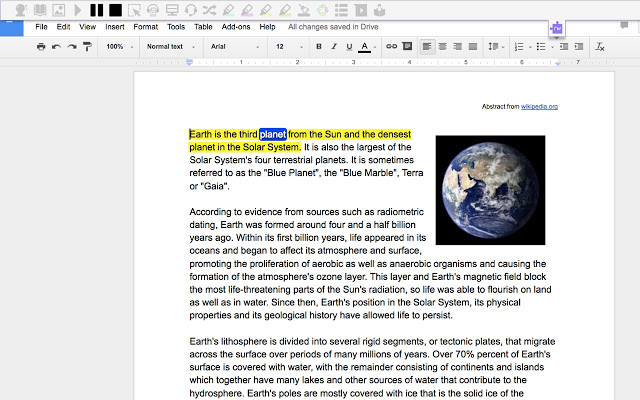 File Edit View Insert Format Tools Table Add-ons Help All changes saved in Drive
100% Normal text Arial 12 B I U A
Abstract from wikipedia.org
Earth is the third planet from the Sun and the densest
planet in the Solar System. It is also the largest of the
Solar System's four terrestrial planets. It is sometimes
referred to as the "Blue Planet", the "Blue Marble", Terra
or "Gaia".
According to evidence from sources such as radiometric
dating, Earth was formed around four and a half billion
years ago. Within its first billion years, life appeared in its
oceans and began to affect its atmosphere and surface,
promoting the proliferation of aerobic as well as anaerobic organisms and causing the
formation of the atmosphere's ozone layer. This layer and Earth's magnetic field block
the most life-threatening parts of the Sun's radiation, so life was able to flourish on land
as well as in water. Since then, Earth's position in the Solar System, its physical
properties and its geological history have allowed life to persist.
Earth's lithosphere is divided into several rigid segments, or tectonic plates, that migrate
across the surface over periods of many millions of years. Over 70% percent of Earth's
surface is covered with water, with the remainder consisting of continents and islands
which together have many lakes and other sources of water that contribute to the
hydrosphere. Earth's poles are mostly covered with ice that is the solid ice of the